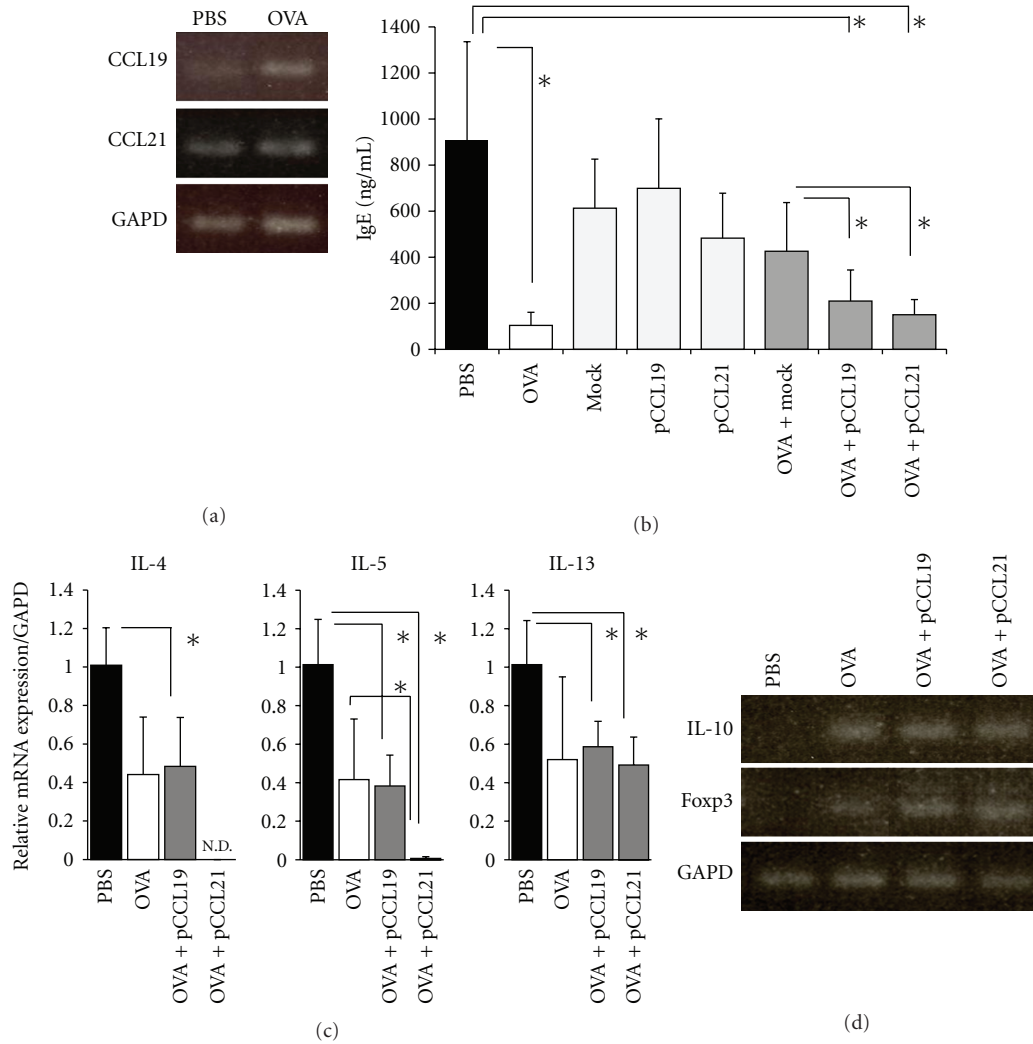 PBS OVA
CCL19
CCL21
GAPD
(a)
IgE (ng/mL)
1400
1200
1000
800
600
400
200
0
*
*
*
*
*
PBS
OVA
Mock
pCCL19
pCCL21
OVA + mock
OVA + pCCL19
OVA + pCCL21
(b)
Relative mRNA expression/GAPD
IL-4
1.4
1.2
1
0.8
0.6
0.4
0.2
0
*
N.D.
PBS
OVA
OVA + pCCL19
OVA + pCCL21
IL-5
1.4
1.2
1
0.8
0.6
0.4
0.2
0
*
*
*
PBS
OVA
OVA + pCCL19
OVA + pCCL21
IL-13
1.4
1.2
1
0.8
0.6
0.4
0.2
0
*
*
PBS
OVA
OVA + pCCL19
OVA + pCCL21
(c)
PBS
OVA
OVA + pCCL19
OVA + pCCL21
IL-10
Foxp3
GAPD
(d)